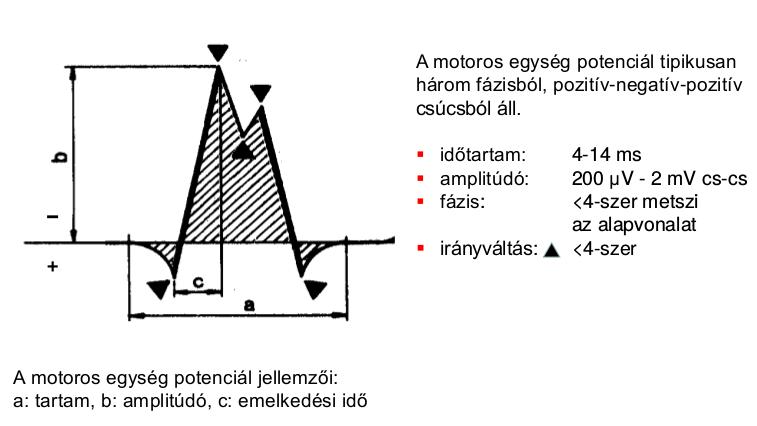 b
−
+
c
a
A motoros egység potenciál tipikusan
három fázisból, pozitív-negatív-pozitív
csúcsból áll.
▪ időtartam: 4-14 ms
▪ amplitúdó: 200 µV - 2 mV cs-cs
▪ fázis: <4-szer metszi
az alapvonalat
▪ irányváltás: ▲ <4-szer
A motoros egység potenciál jellemzői:
a: tartam, b: amplitúdó, c: emelkedési idő